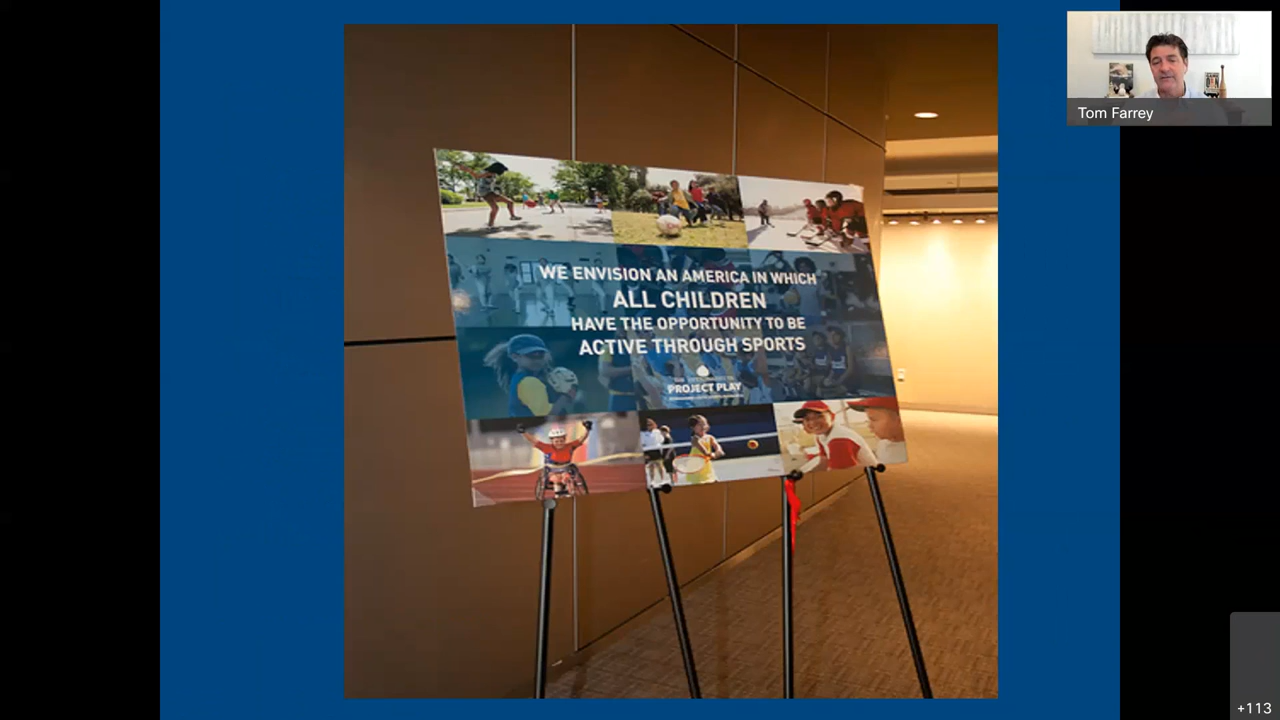 Tom Farrey
WE ENVISION AN AMERICA IN WHICH
ALL CHILDREN
HAVE THE OPPORTUNITY TO BE
ACTIVE THROUGH SPORTS
PROJECT PLAY
+113